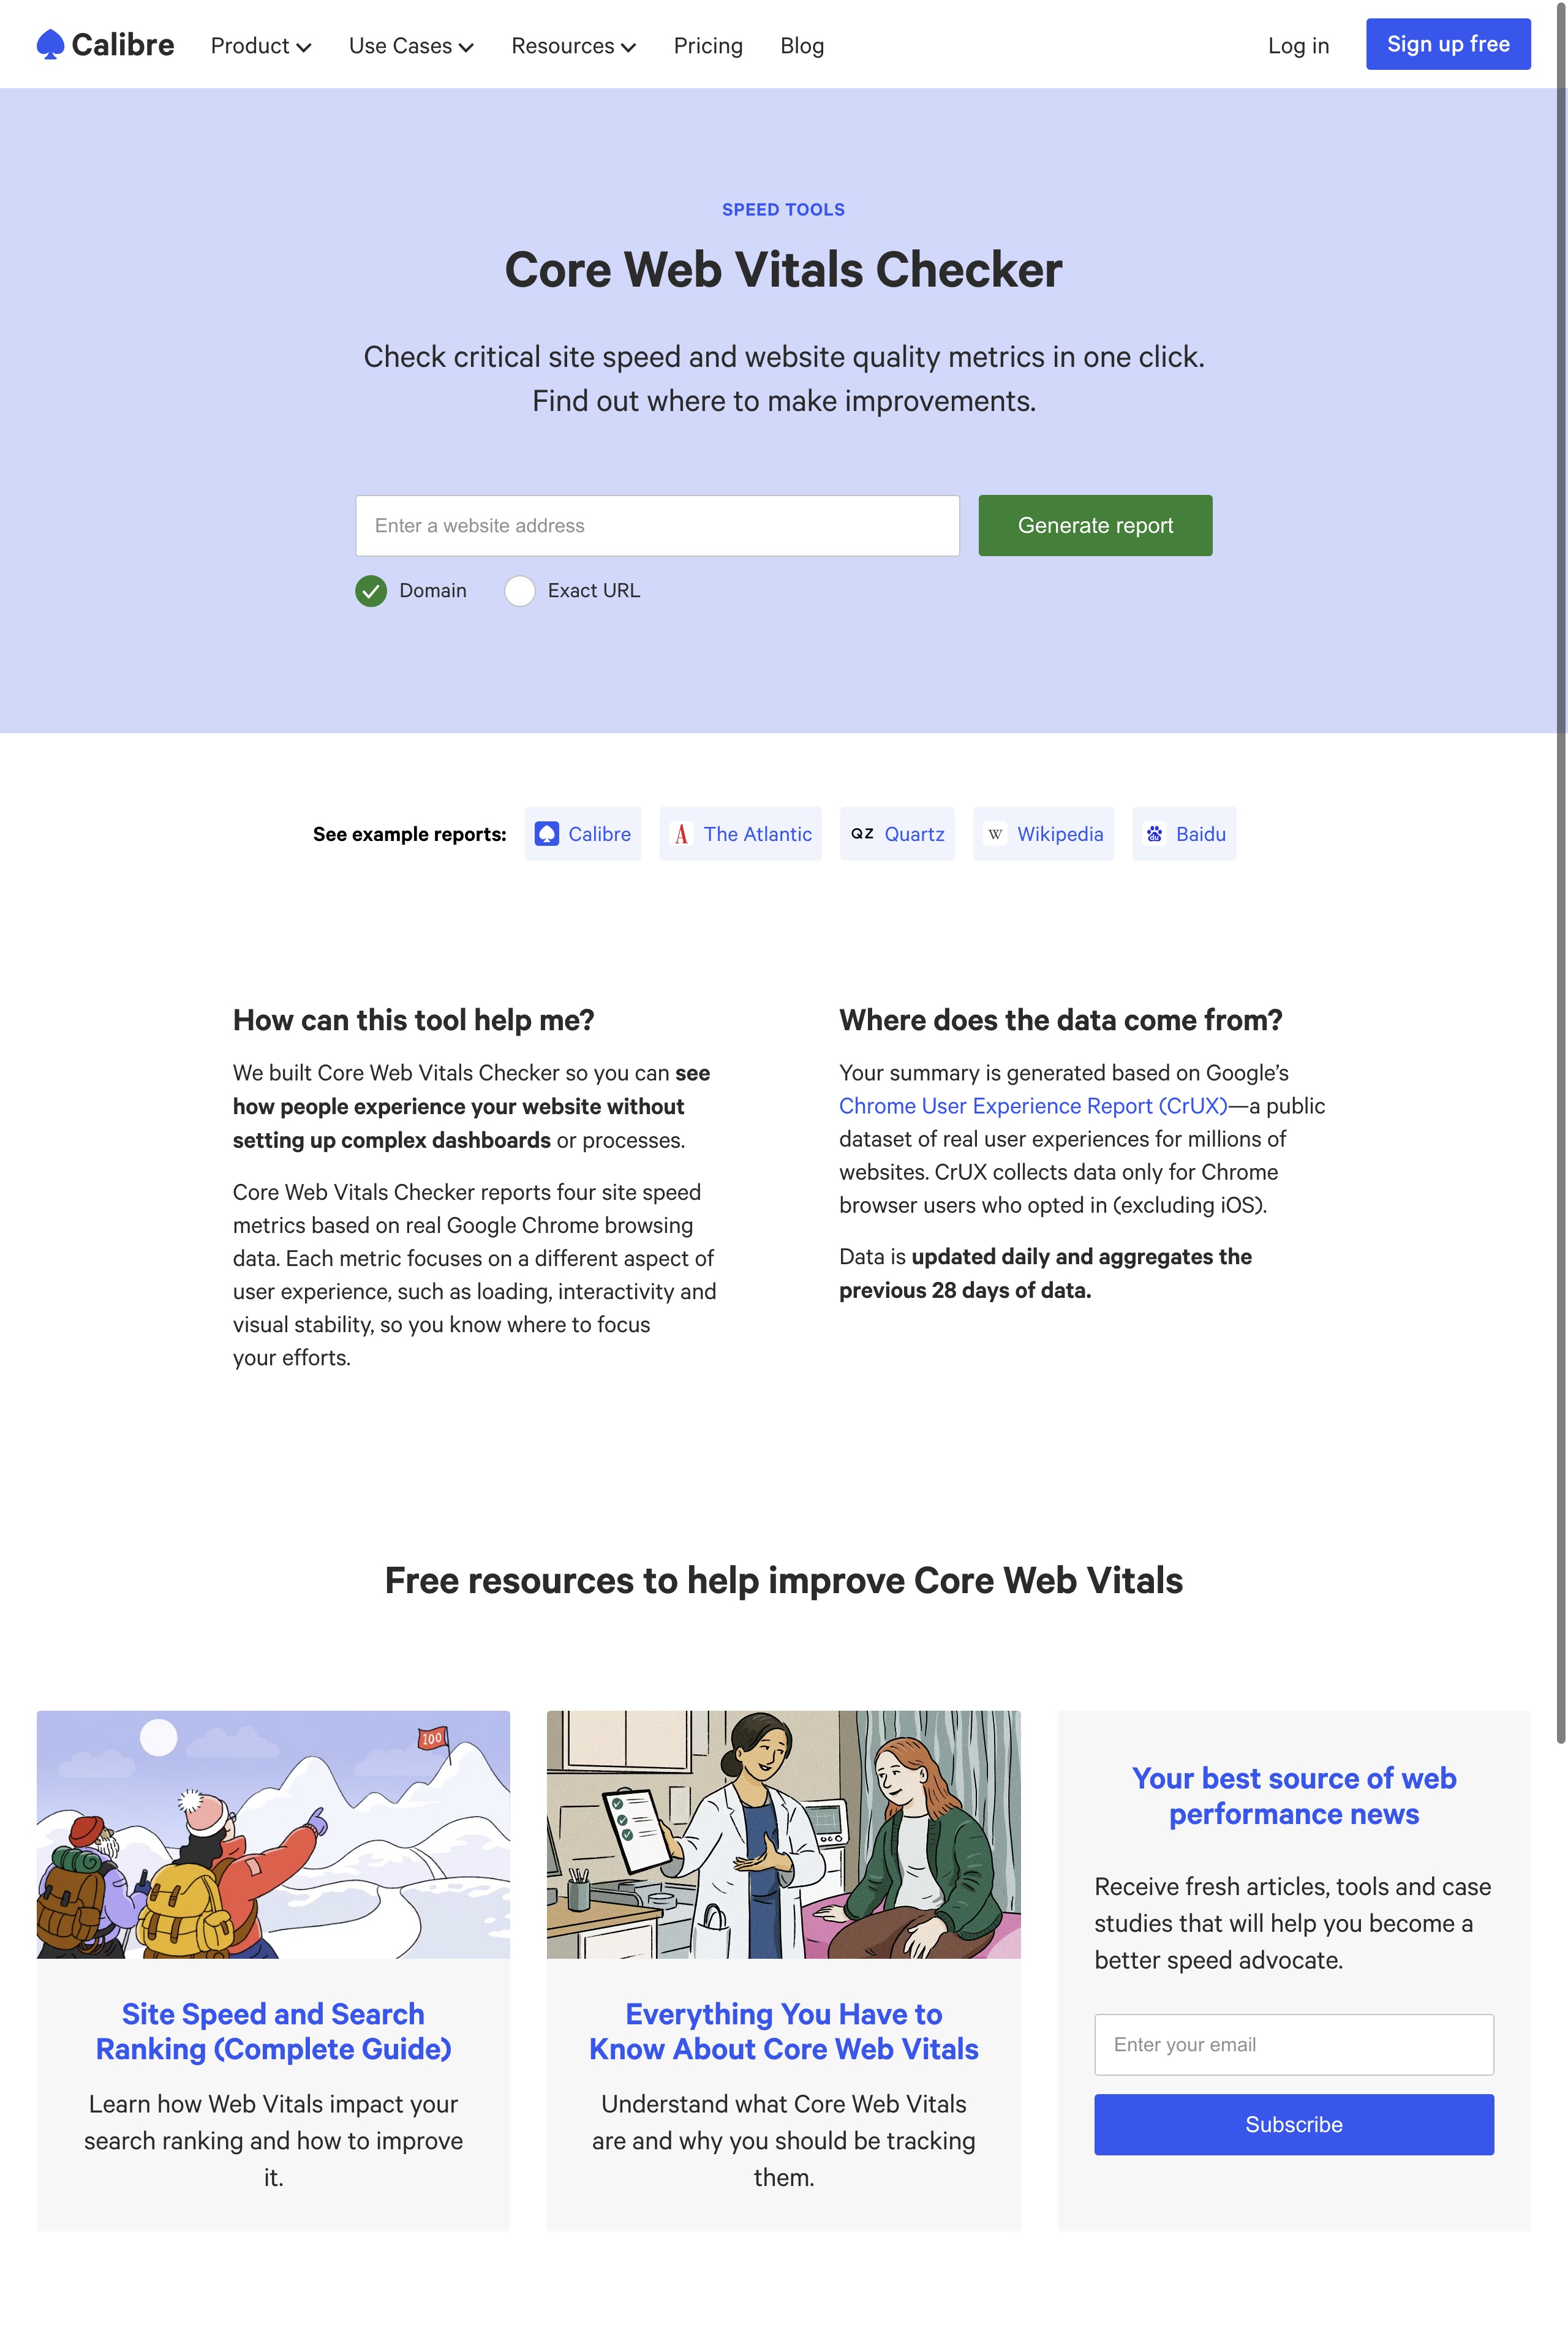 Calibre
Product
Use Cases
Resources
Pricing
Blog
Log in
Sign up free
SPEED TOOLS
Core Web Vitals Checker
Check critical site speed and website quality metrics in one click.
Find out where to make improvements.
Enter a website address
Generate report
Domain
Exact URL
See example reports:
Calibre
A The Atlantic
QZ Quartz
W Wikipedia
Baidu
How can this tool help me?
We built Core Web Vitals Checker so you can see
how people experience your website without
setting up complex dashboards or processes.
Core Web Vitals Checker reports four site speed
metrics based on real Google Chrome browsing
data. Each metric focuses on a different aspect of
user experience, such as loading, interactivity and
visual stability, so you know where to focus
your efforts.
Where does the data come from?
Your summary is generated based on Google’s
Chrome User Experience Report (CrUX)—a public
dataset of real user experiences for millions of
websites. CrUX collects data only for Chrome
browser users who opted in (excluding iOS).
Data is updated daily and aggregates the
previous 28 days of data.
Free resources to help improve Core Web Vitals
100
Site Speed and Search
Ranking (Complete Guide)
Learn how Web Vitals impact your
search ranking and how to improve
it.
Everything You Have to
Know About Core Web Vitals
Understand what Core Web Vitals
are and why you should be tracking
them.
Your best source of web
performance news
Receive fresh articles, tools and case
studies that will help you become a
better speed advocate.
Enter your email
Subscribe